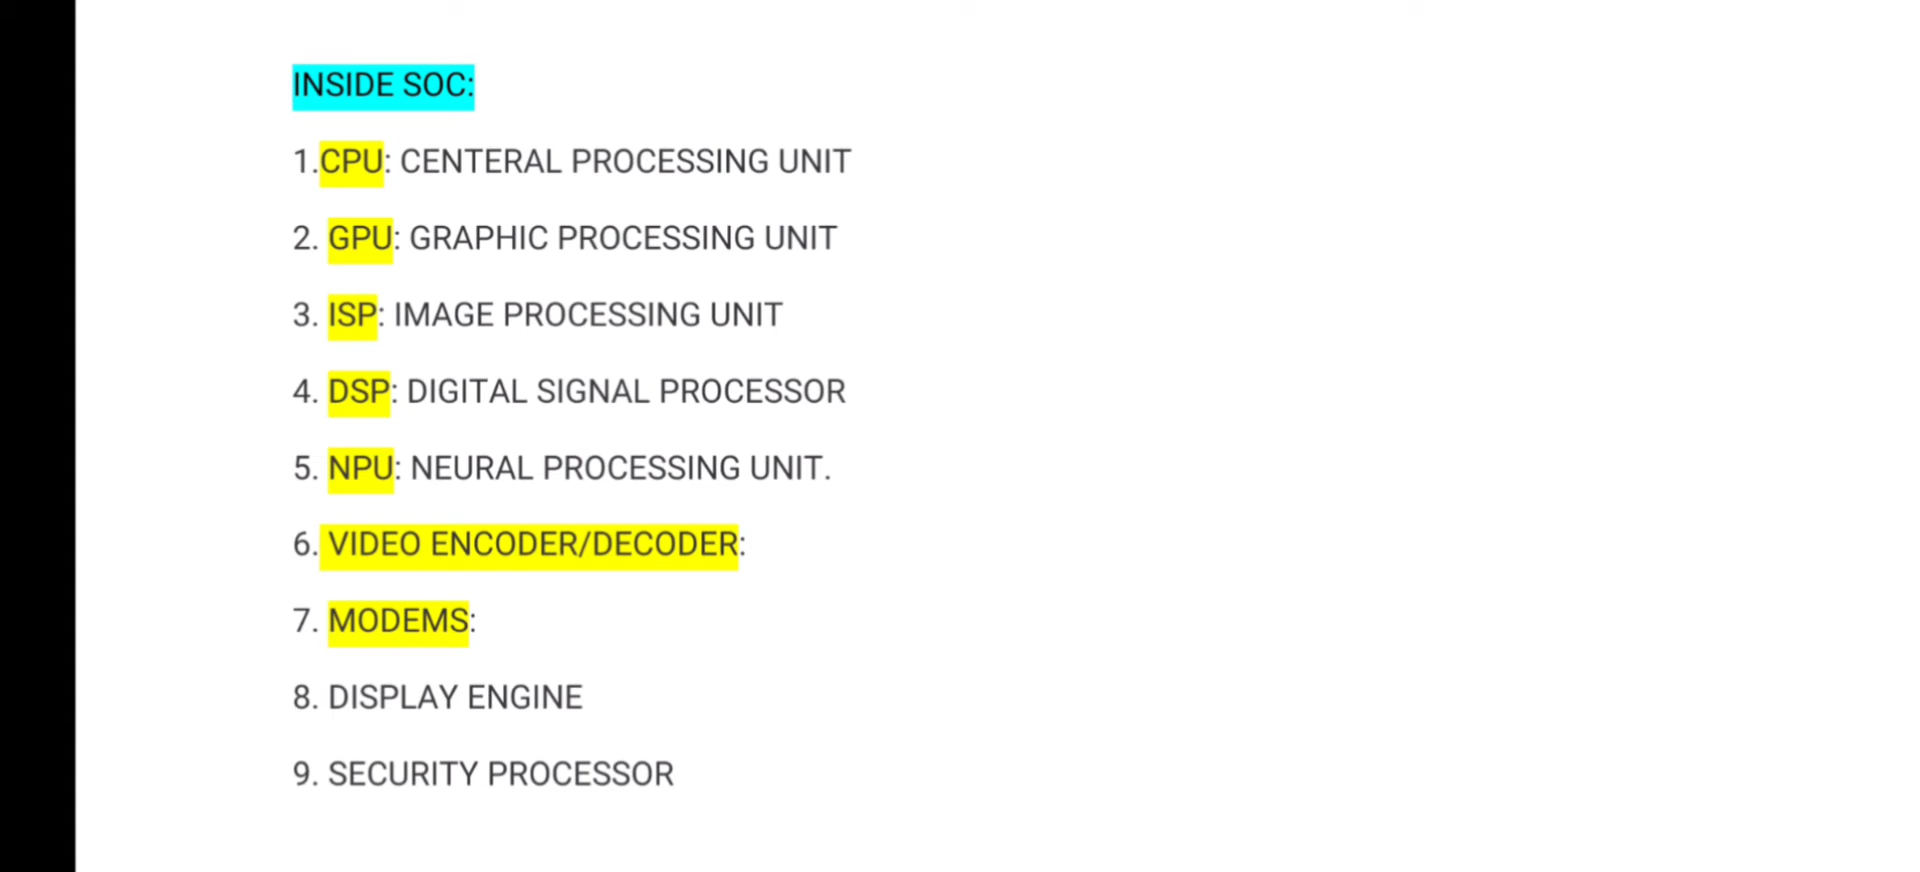 INSIDE SOC:
1.CPU: CENTERAL PROCESSING UNIT
2. GPU: GRAPHIC PROCESSING UNIT
3. ISP: IMAGE PROCESSING UNIT
4. DSP: DIGITAL SIGNAL PROCESSOR
5. NPU: NEURAL PROCESSING UNIT.
6. VIDEO ENCODER/DECODER:
7. MODEMS:
8. DISPLAY ENGINE
9. SECURITY PROCESSOR